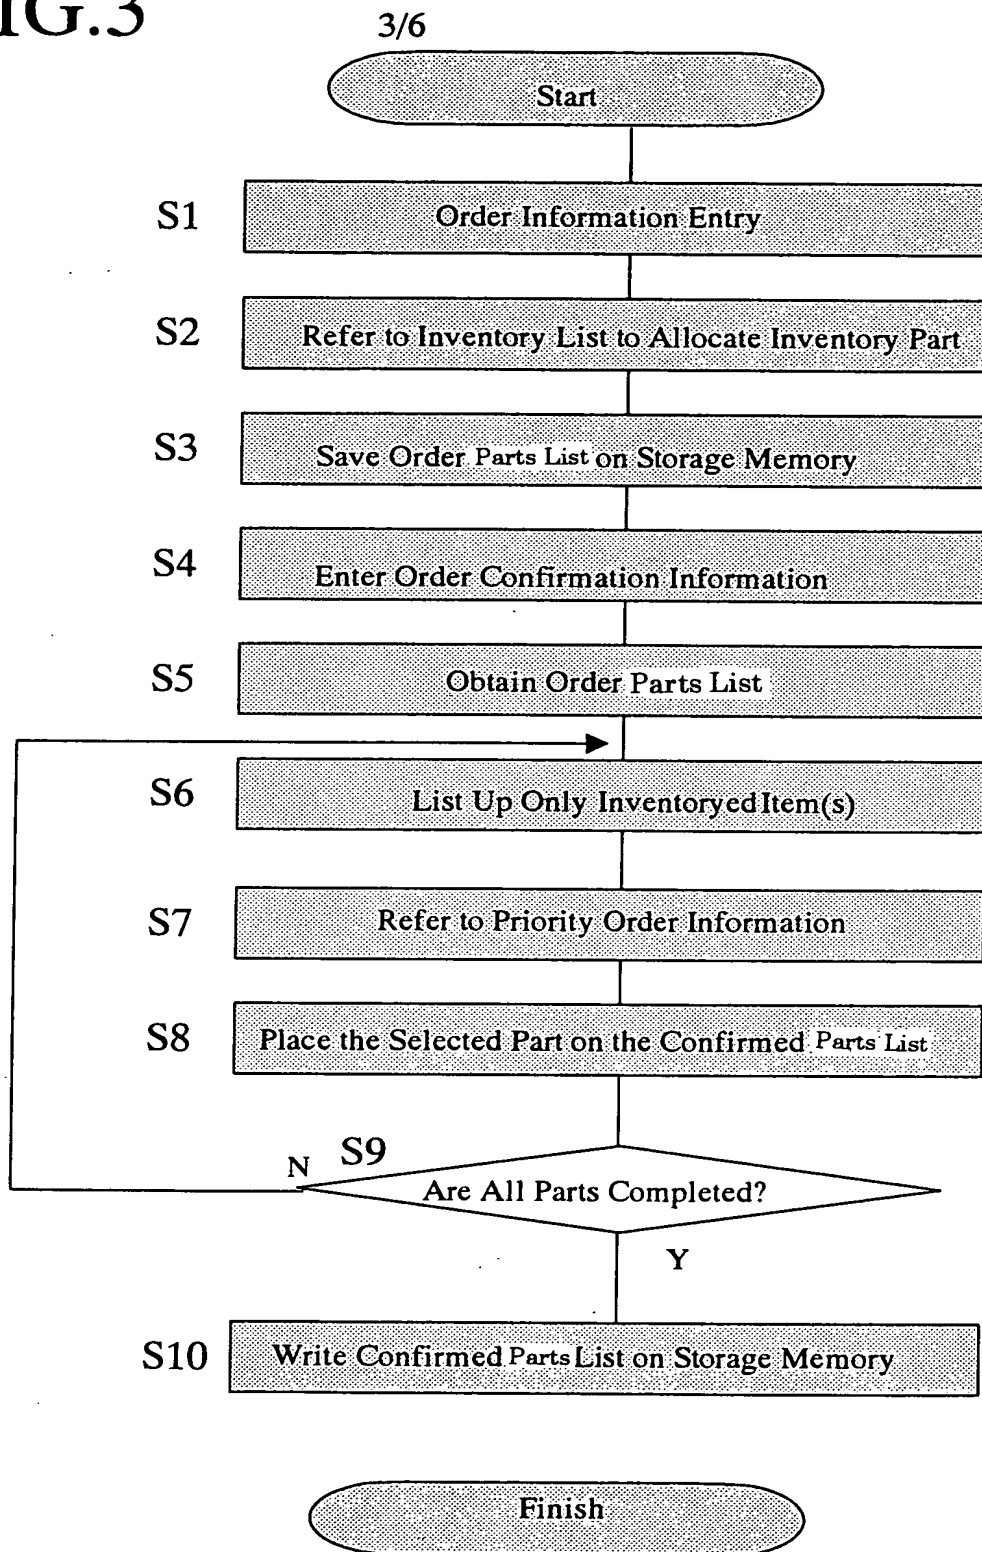 IG.3
3/6
Start
S1
Order Information Entry
S2
Refer to Inventory List to Allocate Inventory Part
S3
Save Order Parts List on Storage Memory
S4
Enter Order Confirmation Information
S5
Obtain Order Parts List
S6
List Up Only Inventoryed Item(s)
S7
Refer to Priority Order Information
S8
Place the Selected Part on the Confirmed Parts List
N
S9
Are All Parts Completed?
Y
S10
Write Confirmed Parts List on Storage Memory
Finish